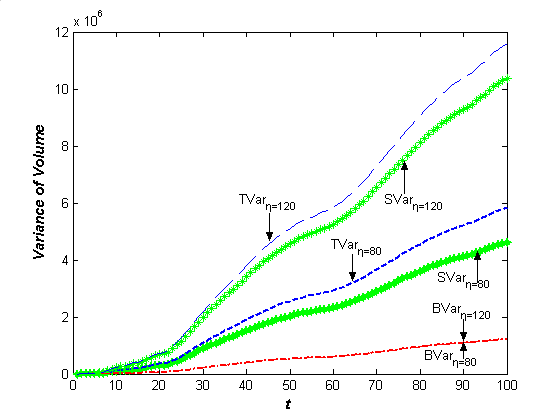 x 10^6
12
10
8
6
4
2
0
Variance of Volume
TVar_η=120
SVar_η=120
TVar_η=80
SVar_η=80
BVar_η=120
BVar_η=80
0 10 20 30 40 50 60 70 80 90 100
t